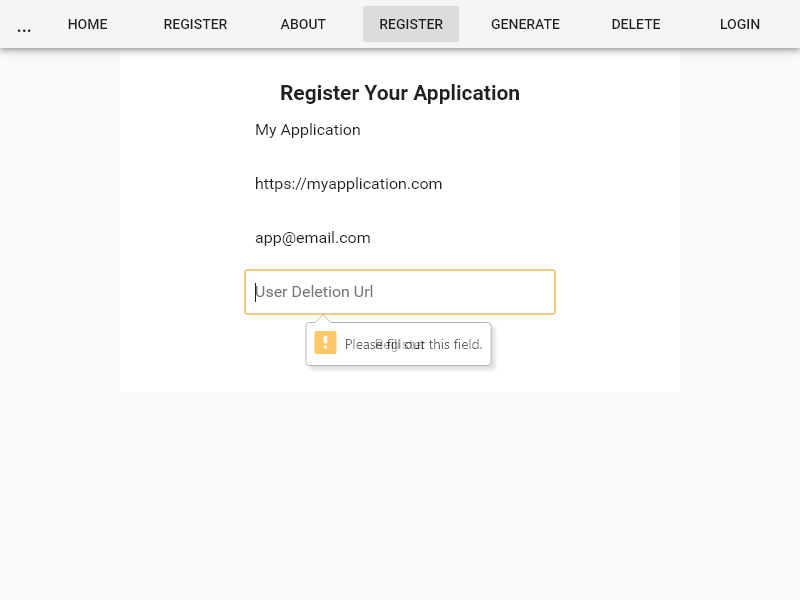 ... HOME REGISTER ABOUT REGISTER GENERATE DELETE LOGIN
Register Your Application
My Application
https://myapplication.com
app@email.com
User Deletion Url
Please fill out this field.
Register